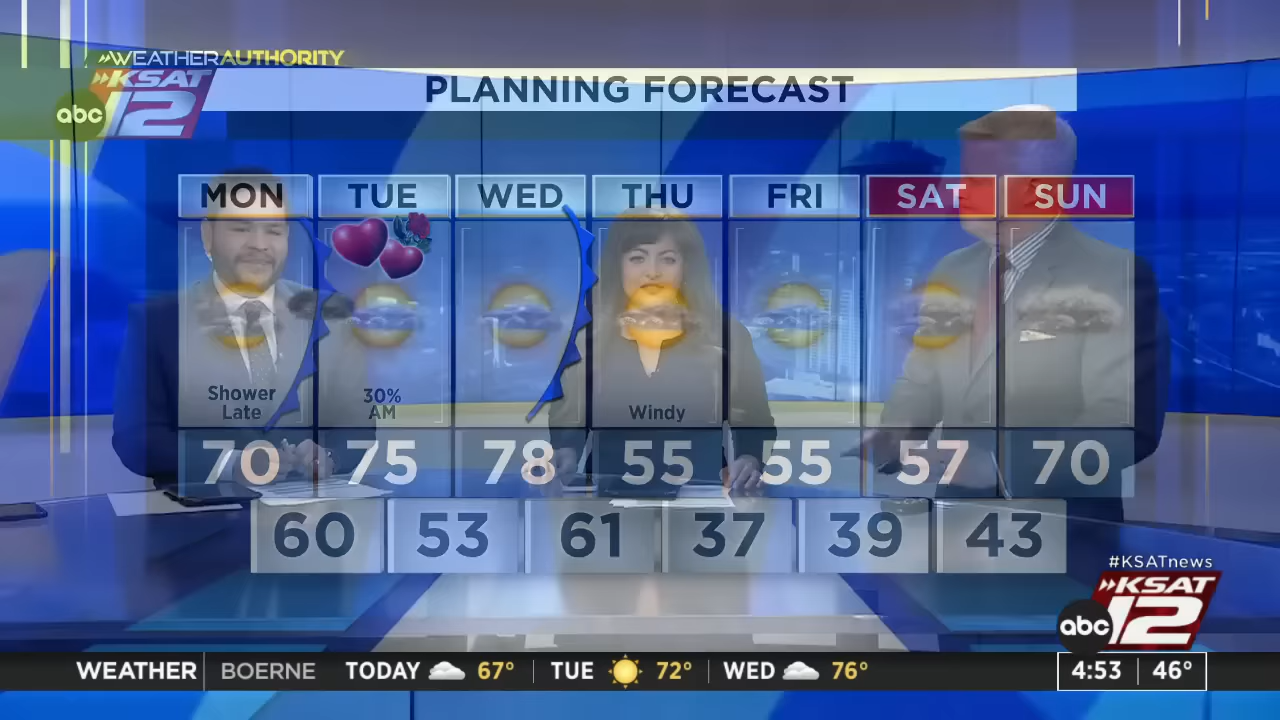 WEATHERAUTHORITY
KSAT
abc 12
PLANNING FORECAST
MON TUE WED THU FRI SAT SUN
Shower
Late
30%
AM
Windy
70 75 78 55 55 57 70
60 53 61 37 39 43
#KSATnews
KSAT
abc 12
WEATHER BOERNE TODAY 67° TUE 72° WED 76° 4:53 46°